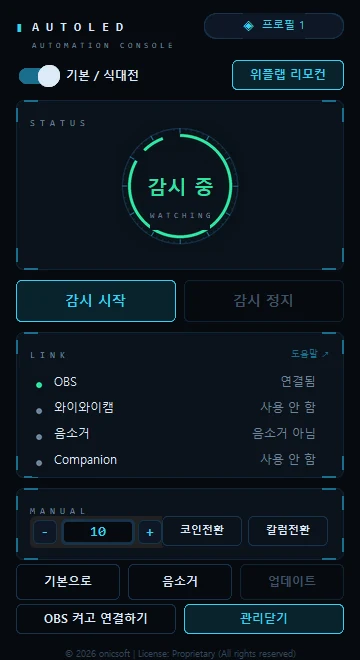 AUTOLED
◈ 프로필 1
AUTOMATION CONSOLE
기본 / 식대전
위플랩 리모컨
STATUS
감시 중
WATCHING
감시 시작
감시 정지
LINK
도움말 ↗
OBS 연결됨
와이와이캠 사용 안 함
음소거 음소거 아님
Companion 사용 안 함
MANUAL
- 10 + 코인전환 칼럼전환
기본으로 음소거 업데이트
OBS 켜고 연결하기 관리닫기
© 2026 onicsoft | License: Proprietary (All rights reserved)